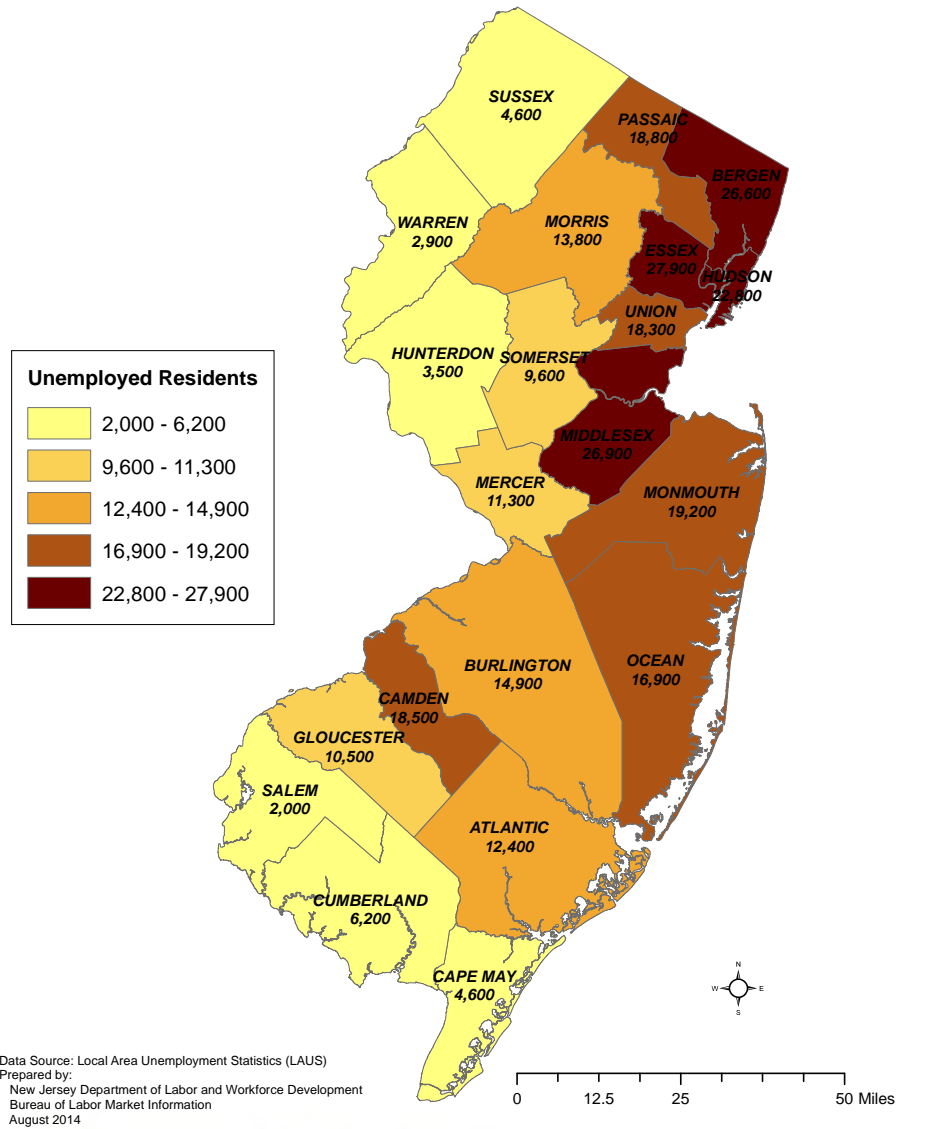 SUSSEX
4,600
PASSAIC
18,800
BERGEN
26,600
WARREN
2,900
MORRIS
13,800
ESSEX
27,900
HUDSON
22,800
UNION
18,300
HUNTERDON
3,500
SOMERSET
9,600
Unemployed Residents
2,000 - 6,200
9,600 - 11,300
12,400 - 14,900
16,900 - 19,200
22,800 - 27,900
MIDDLESEX
26,900
MERCER
11,300
MONMOUTH
19,200
BURLINGTON
14,900
OCEAN
16,900
CAMDEN
18,500
GLOUCESTER
10,500
SALEM
2,000
ATLANTIC
12,400
CUMBERLAND
6,200
CAPE MAY
4,600
N
W E
S
Data Source: Local Area Unemployment Statistics (LAUS)
Prepared by:
New Jersey Department of Labor and Workforce Development
Bureau of Labor Market Information
August 2014
0 12.5 25 50 Miles